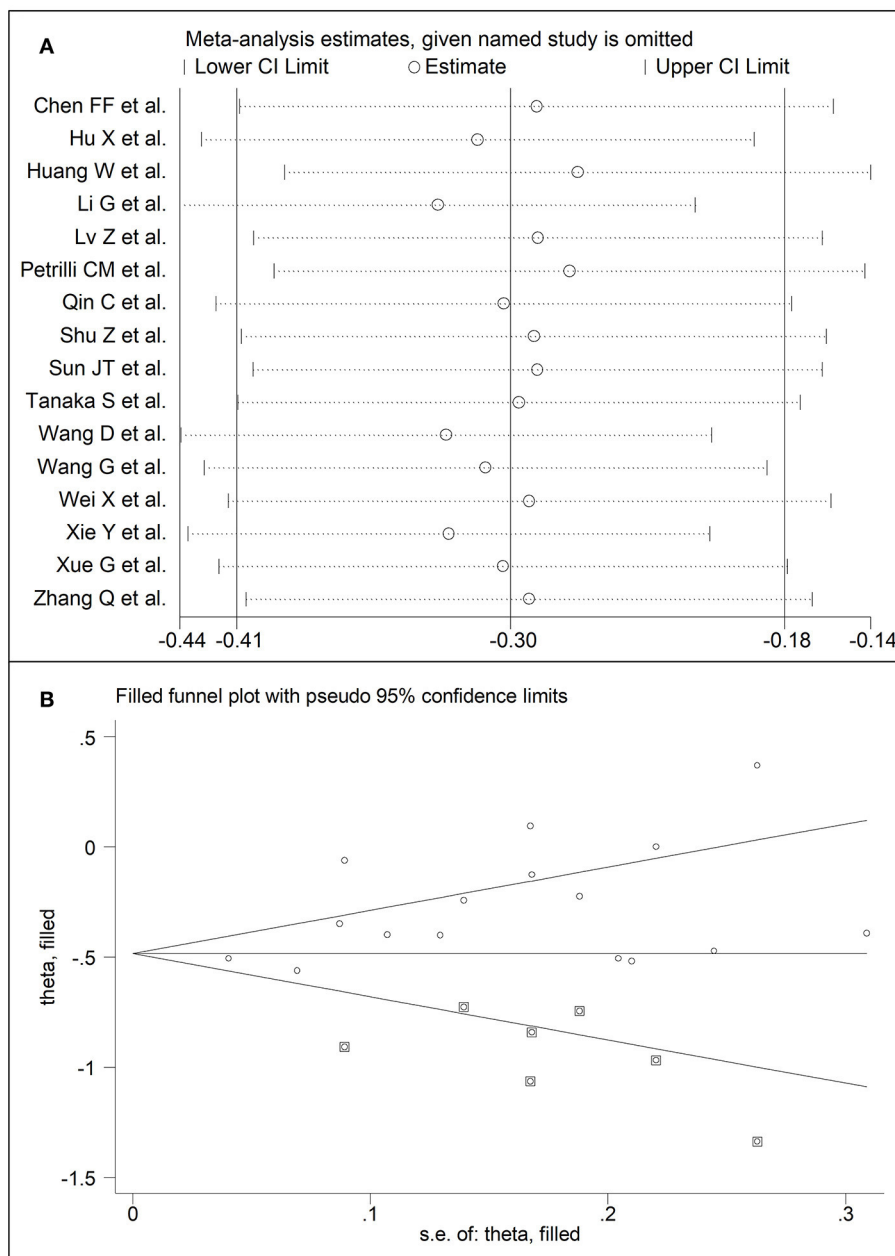 A
Meta-analysis estimates, given named study is omitted
| Lower CI Limit ○ Estimate | Upper CI Limit
Chen FF et al.
Hu X et al.
Huang W et al.
Li G et al.
Lv Z et al.
Petrilli CM et al.
Qin C et al.
Shu Z et al.
Sun JT et al.
Tanaka S et al.
Wang D et al.
Wang G et al.
Wei X et al.
Xie Y et al.
Xue G et al.
Zhang Q et al.
-0.44 -0.41 -0.30 -0.18 -0.14
B
Filled funnel plot with pseudo 95% confidence limits
.5
0
-.5
-1
-1.5
theta, filled
0 .1 .2 .3
s.e. of: theta, filled